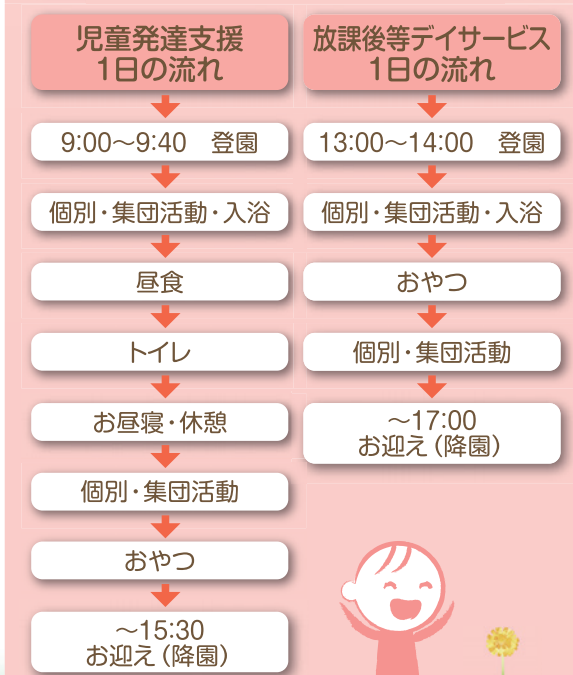 児童発達支援
1日の流れ
9:00～9:40　登園
個別・集団活動・入浴
昼食
トイレ
お昼寝・休憩
個別・集団活動
おやつ
～15:30
お迎え（降園）
放課後等デイサービス
1日の流れ
13:00～14:00　登園
個別・集団活動・入浴
おやつ
個別・集団活動
～17:00
お迎え（降園）